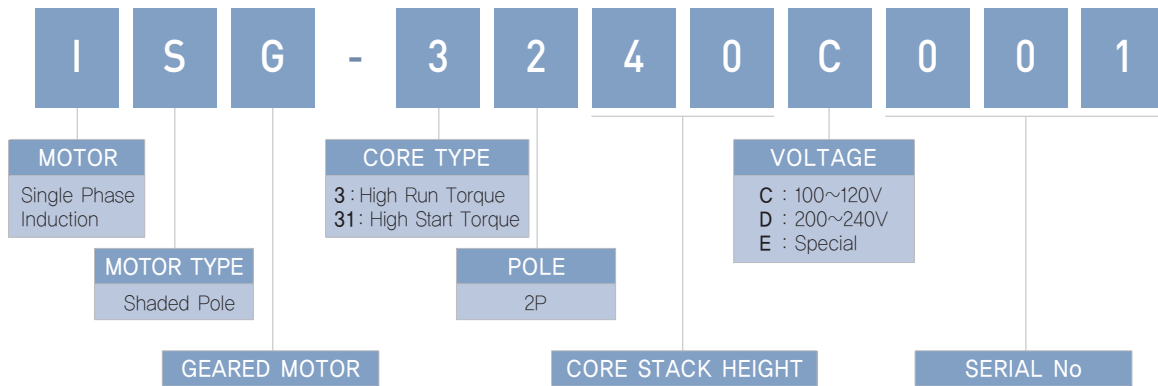 I S G - 3 2 4 0 C 0 0 1
MOTOR
Single Phase
Induction
CORE TYPE
3 : High Run Torque
31 : High Start Torque
VOLTAGE
C : 100~120V
D : 200~240V
E : Special
MOTOR TYPE
Shaded Pole
POLE
2P
GEARED MOTOR
CORE STACK HEIGHT
SERIAL No